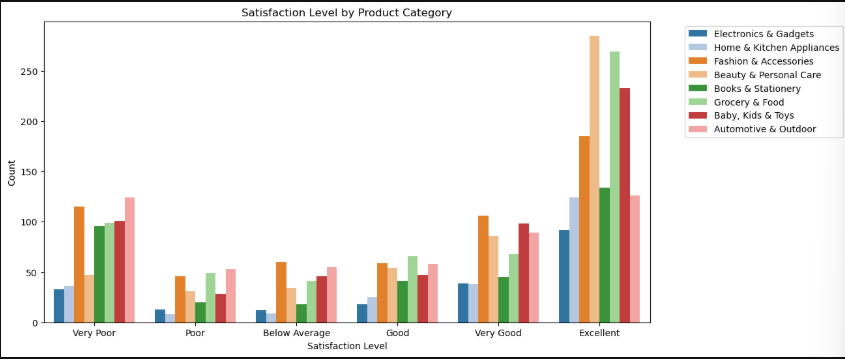 Satisfaction Level by Product Category
Count
250
200
150
100
50
0
Very Poor
Poor
Below Average
Good
Very Good
Excellent
Satisfaction Level
Electronics & Gadgets
Home & Kitchen Appliances
Fashion & Accessories
Beauty & Personal Care
Books & Stationery
Grocery & Food
Baby, Kids & Toys
Automotive & Outdoor